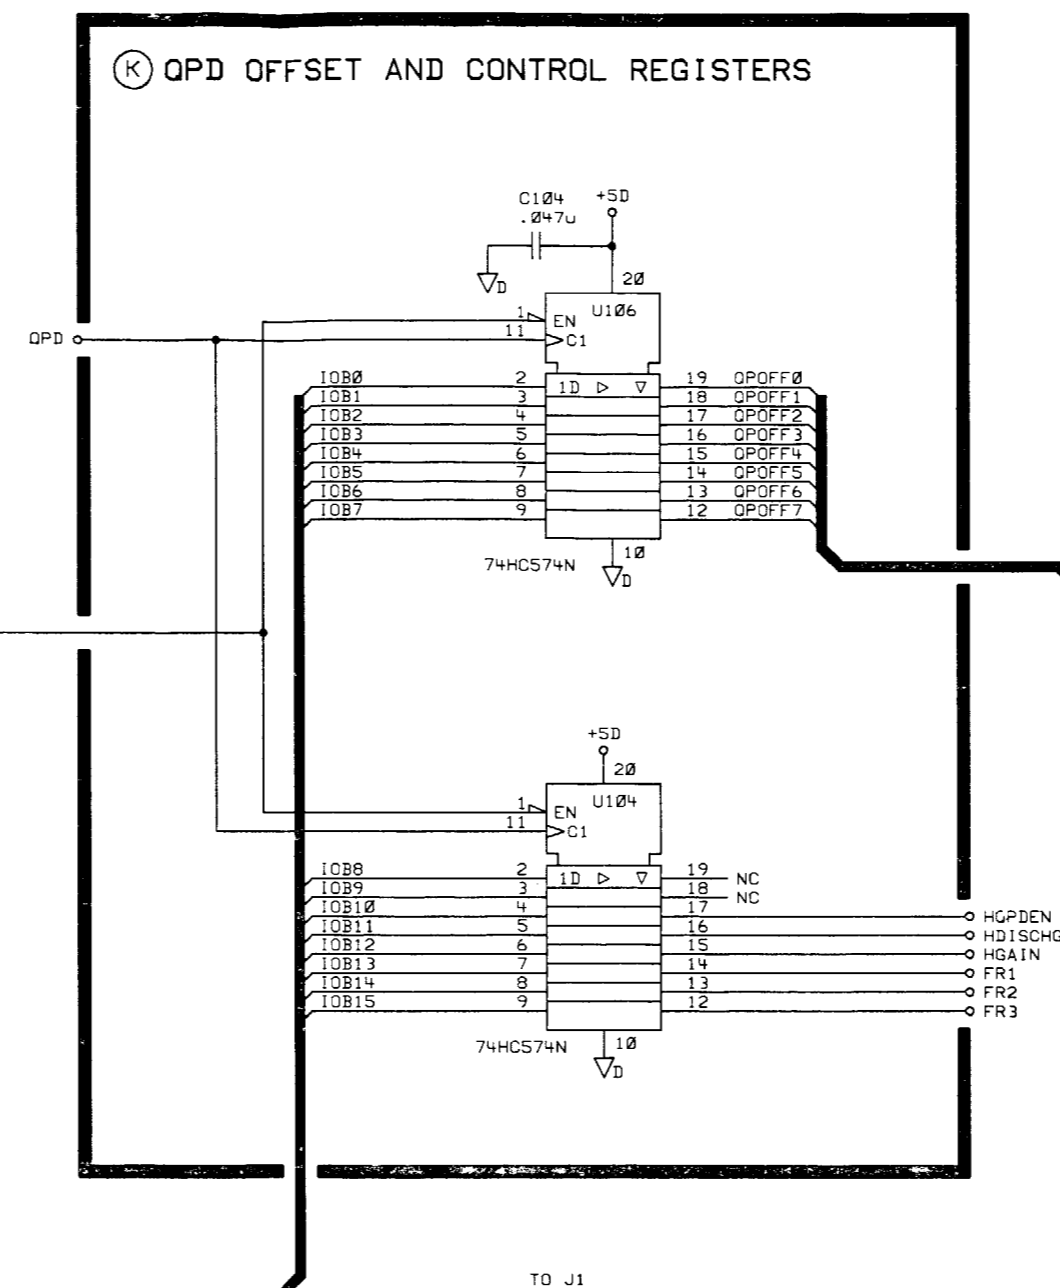 K QPD OFFSET AND CONTROL REGISTERS
C104 +5D
.047u
D
20
U106
1 EN
QPD 11 C1
IOB0 2 1D 19 QPOFF0
IOB1 3 18 QPOFF1
IOB2 4 17 QPOFF2
IOB3 5 16 QPOFF3
IOB4 6 15 QPOFF4
IOB5 7 14 QPOFF5
IOB6 8 13 QPOFF6
IOB7 9 12 QPOFF7
74HC574N 10
D
+5D
20
U104
1 EN
11 C1
IOB8 2 1D 19 NC
IOB9 3 18 NC
IOB10 4 17 HQPDEN
IOB11 5 16 HDISCHG
IOB12 6 15 HGAIN
IOB13 7 14 FR1
IOB14 8 13 FR2
IOB15 9 12 FR3
74HC574N 10
D
TO J1